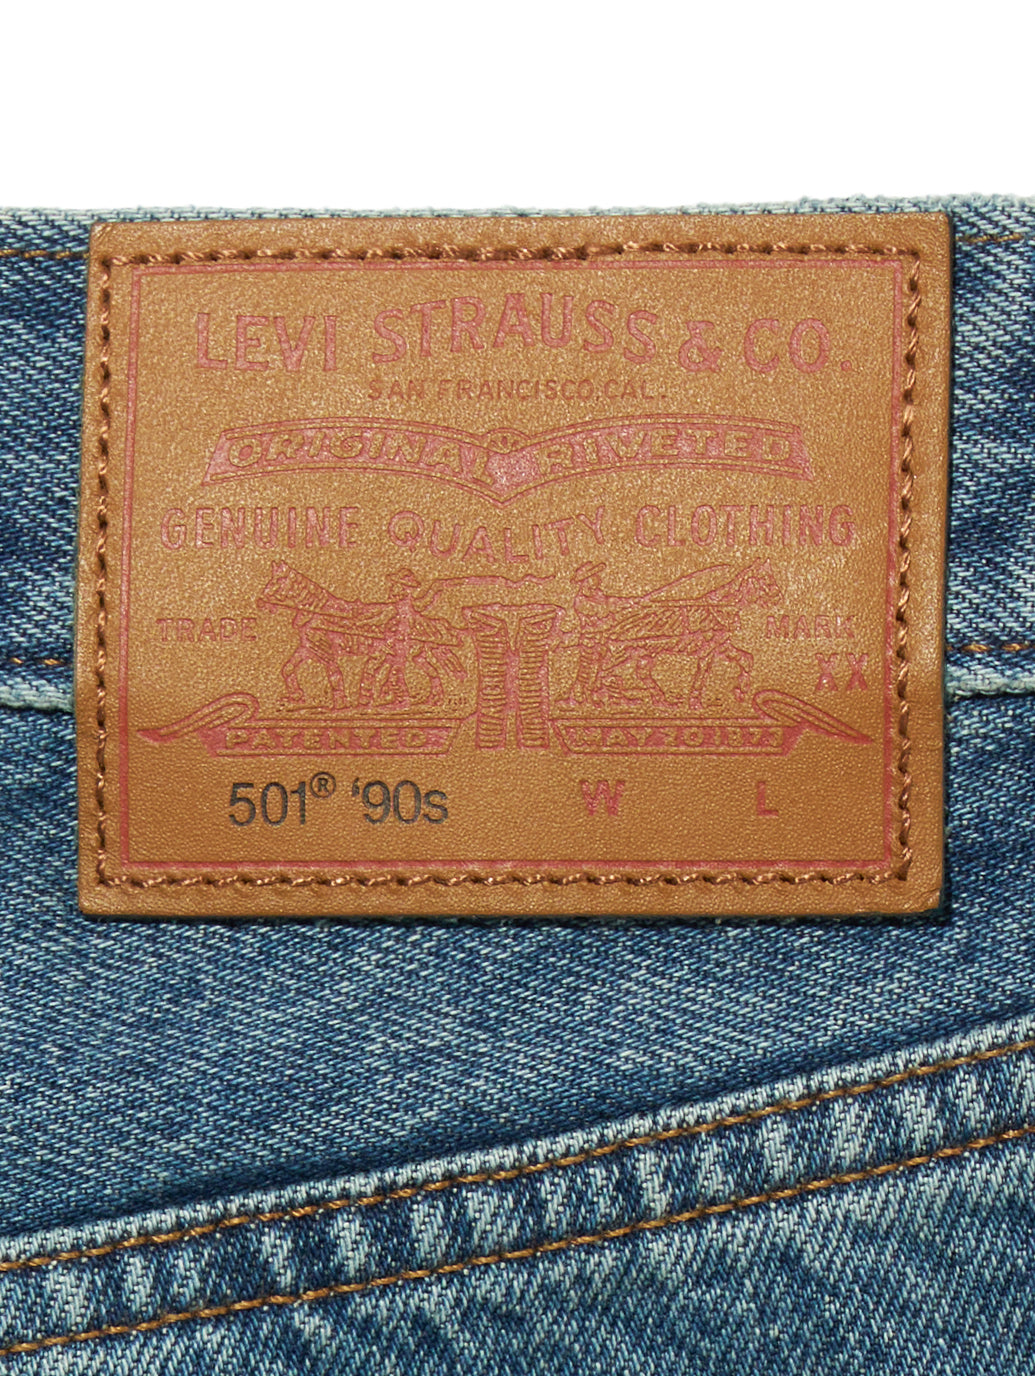 LEVI STRAUSS & CO.
SAN FRANCISCO, CAL.
ORIGINAL RIVETED
GENUINE QUALITY CLOTHING
TRADE MARK
XX
PATENTED MAY 20 1873
501® ‘90s W L